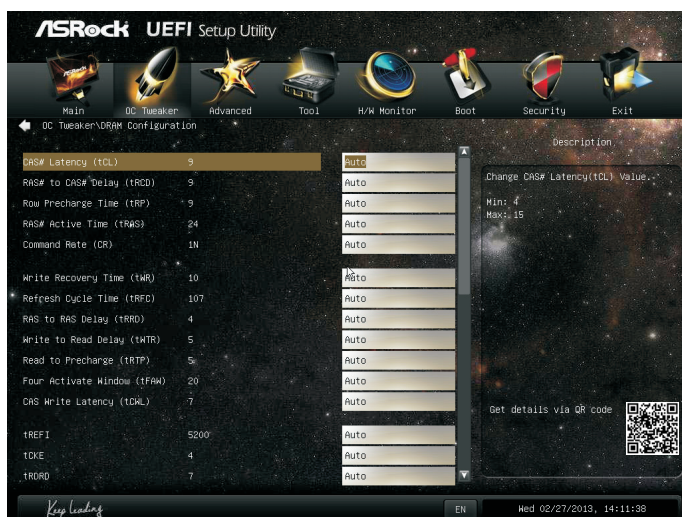 ASRock UEFI Setup Utility
ASRock
Main OC Tweaker Advanced Tool H/W Monitor Boot Security Exit
OC Tweaker\DRAM Configuration
Description
CAS# Latency (tCL) 9 Auto
RAS# to CAS# Delay (tRCD) 9 Auto
Row Precharge Time (tRP) 9 Auto
RAS# Active Time (tRAS) 24 Auto
Command Rate (CR) 1N Auto
Write Recovery Time (tWR) 10 Auto
Refresh Cycle Time (tRFC) 107 Auto
RAS to RAS Delay (tRRD) 4 Auto
Write to Read Delay (tWTR) 5 Auto
Read to Precharge (tRTP) 5 Auto
Four Activate Window (tFAW) 20 Auto
CAS Write Latency (tCWL) 7 Auto
tREFI 5200 Auto
tCKE 4 Auto
tRDRD 7 Auto
Change CAS# Latency(tCL) Value.
Min: 4
Max: 15
Get details via QR code
Keep Leading
EN
Wed 02/27/2013, 14:11:38